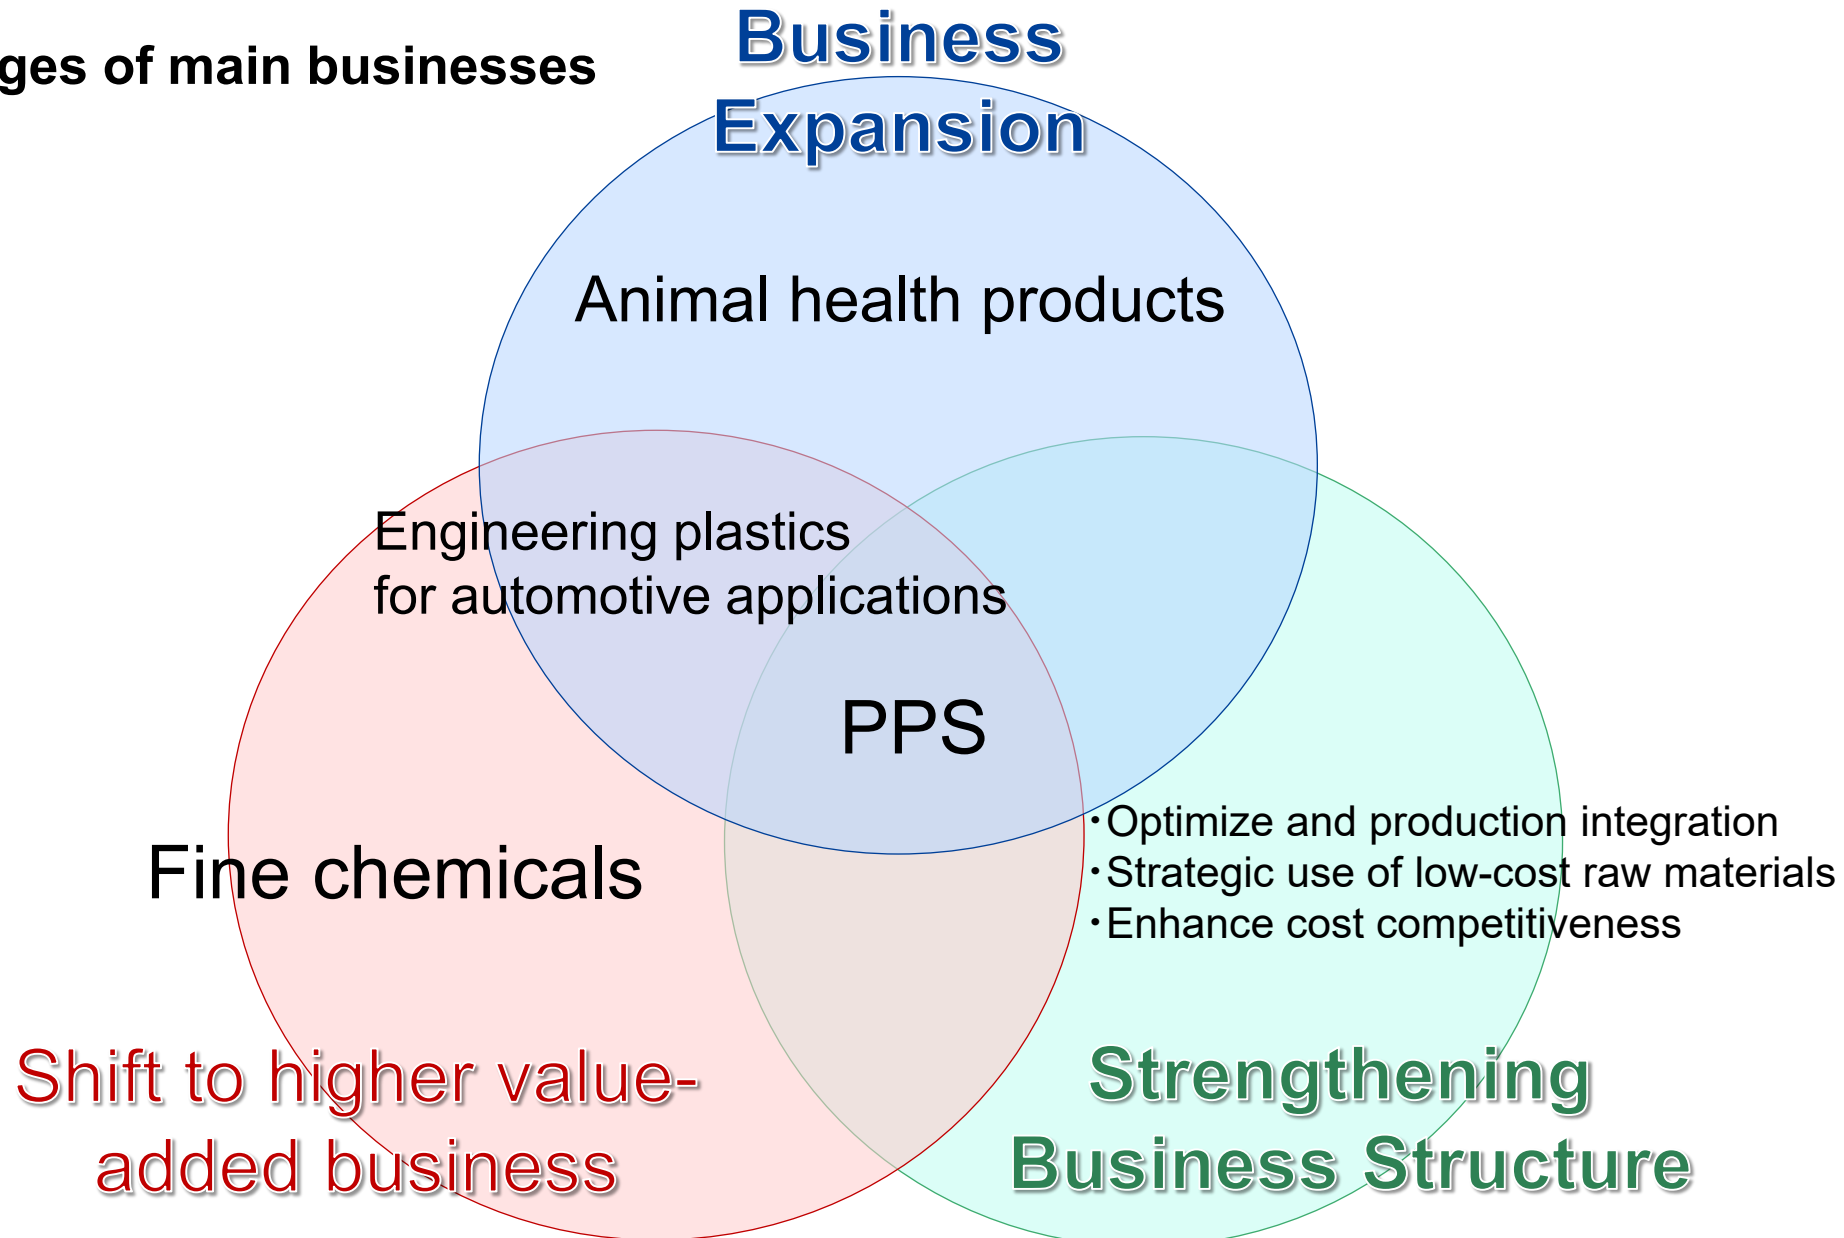 ges of main businesses
Business
Expansion
Animal health products
Engineering plastics
for automotive applications
PPS
Fine chemicals
・Optimize and production integration
・Strategic use of low-cost raw materials
・Enhance cost competitiveness
Shift to higher value-
added business
Strengthening
Business Structure